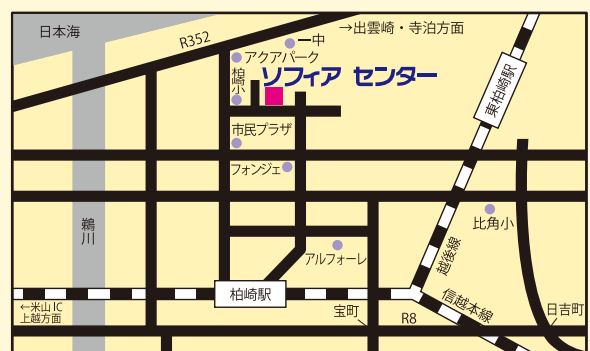 日本海
R352
一中
→出雲崎・寺泊方面
アクアパーク
柏崎小
ソフィア センター
東柏崎駅
市民プラザ
フォンジェ
鵜川
比角小
アルフォーレ
越後線
柏崎駅
←米山IC
上越方面
宝町
R8
信越本線
日吉町